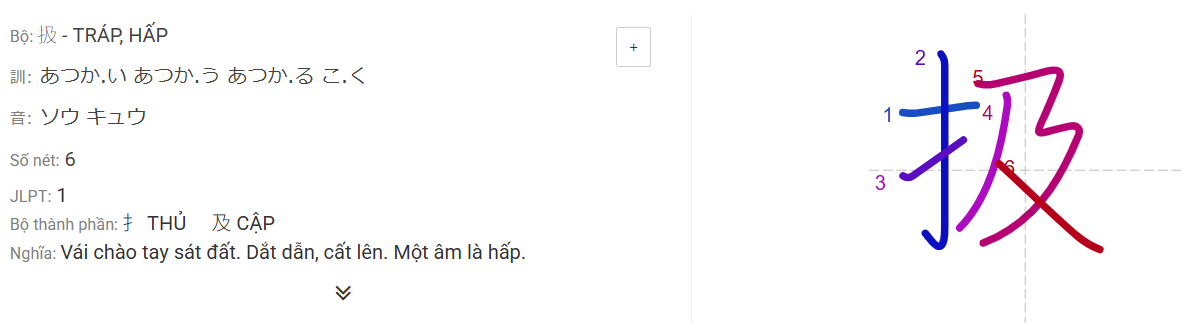 Bộ: 扱 - TRÁP, HẤP
+
訓: あつか.い あつか.う あつか.る こ.く
音: ソウ キュウ
Số nét: 6
JLPT: 1
Bộ thành phần: 扌 THỦ 及 CẬP
Nghĩa: Vái chào tay sát đất. Dắt dẫn, cất lên. Một âm là hấp.
扱
1
2
3
4
5
6